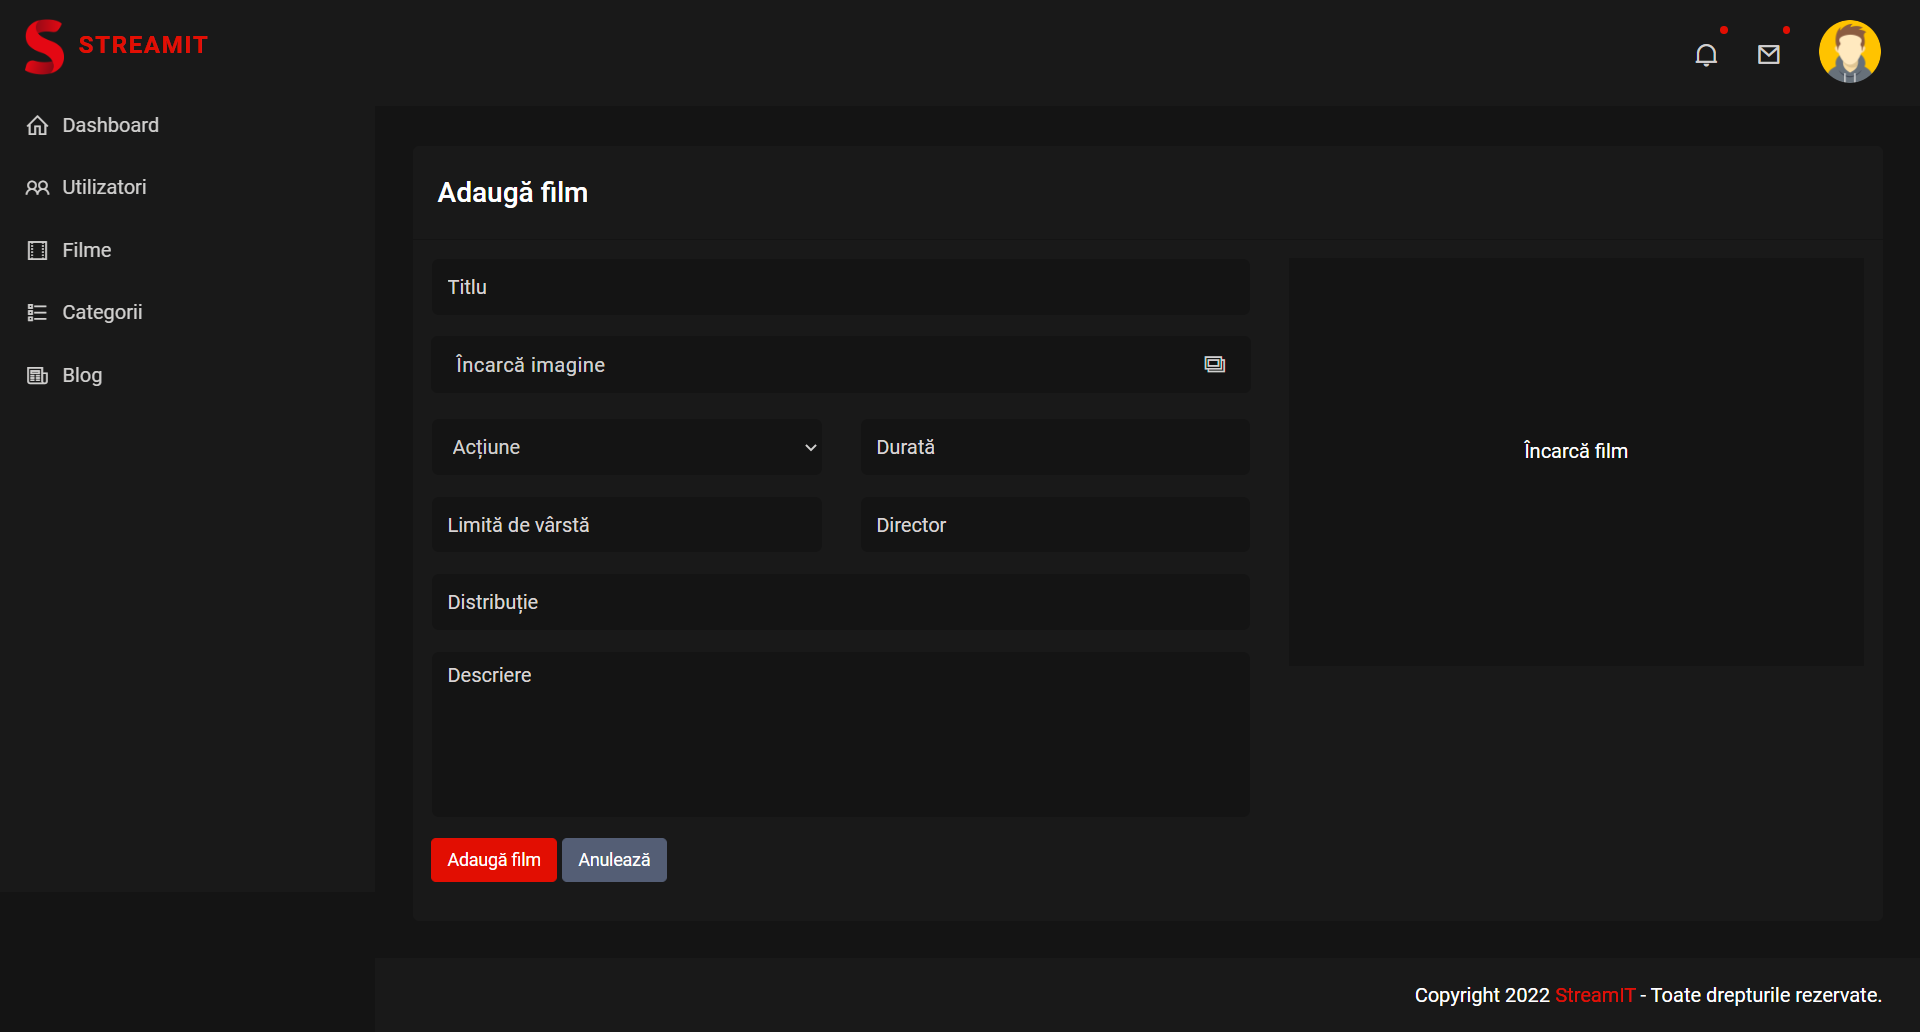 STREAMIT
Dashboard
Utilizatori
Filme
Categorii
Blog
Adaugă film
Titlu
Încarcă imagine
Acțiune
Durată
Limită de vârstă
Director
Distribuție
Descriere
Încarcă film
Adaugă film
Anulează
Copyright 2022 StreamIT - Toate drepturile rezervate.